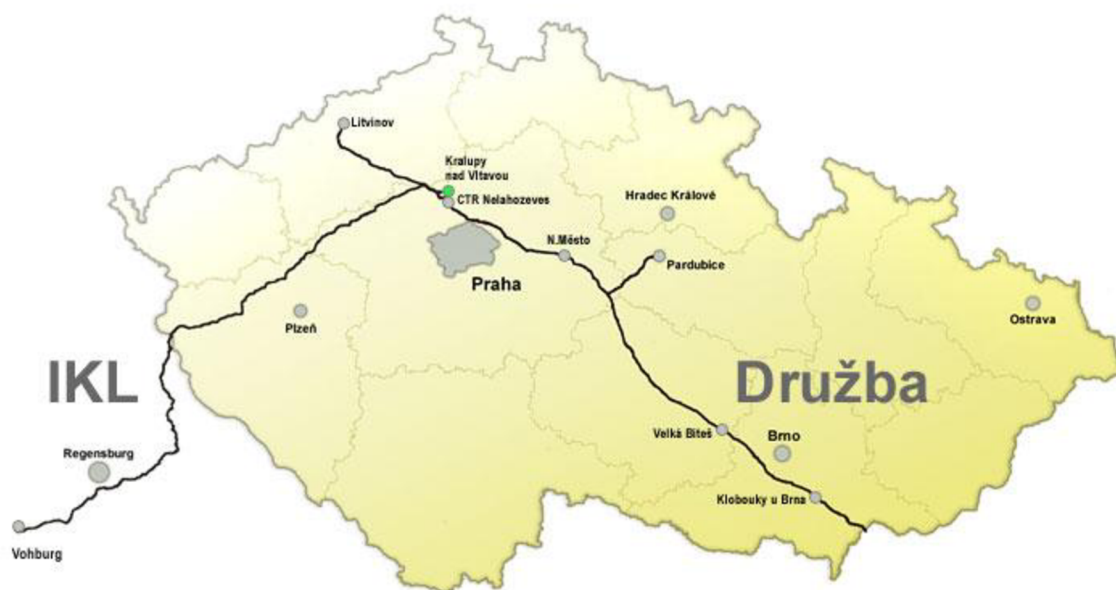 Litvínov
Kralupy
nad Vltavou
CTR Nelahozeves
Hradec Králové
N.Město
Pardubice
Praha
Plzeň
Ostrava
IKL
Družba
Velká Bíteš
Brno
Regensburg
Klobouky u Brna
Vohburg